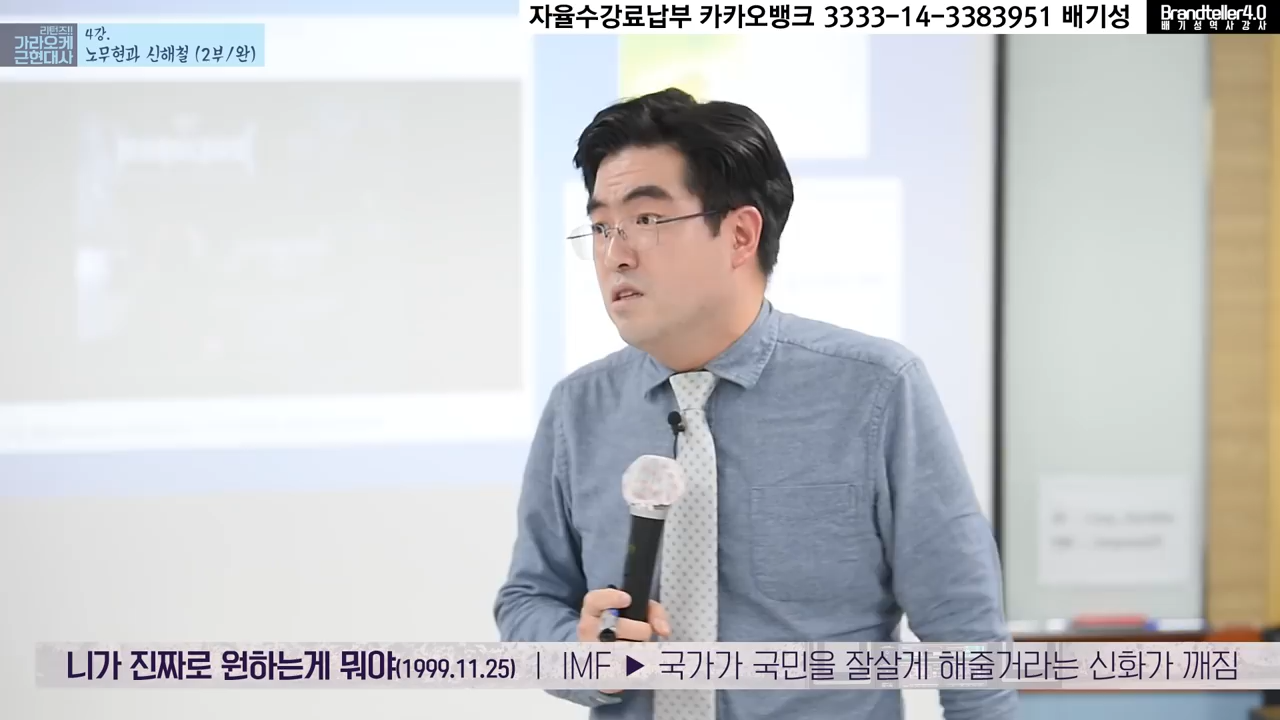 자율수강료납부 카카오뱅크 3333-14-3383951 배기성
Brandteller4.0
배기성역사강사
리턴즈!!
가라오케
근현대사
4강.
노무현과 신해철 (2부/완)
니가 진짜로 원하는게 뭐야(1999.11.25) | IMF ▶ 국가가 국민을 잘살게 해줄거라는 신화가 깨짐